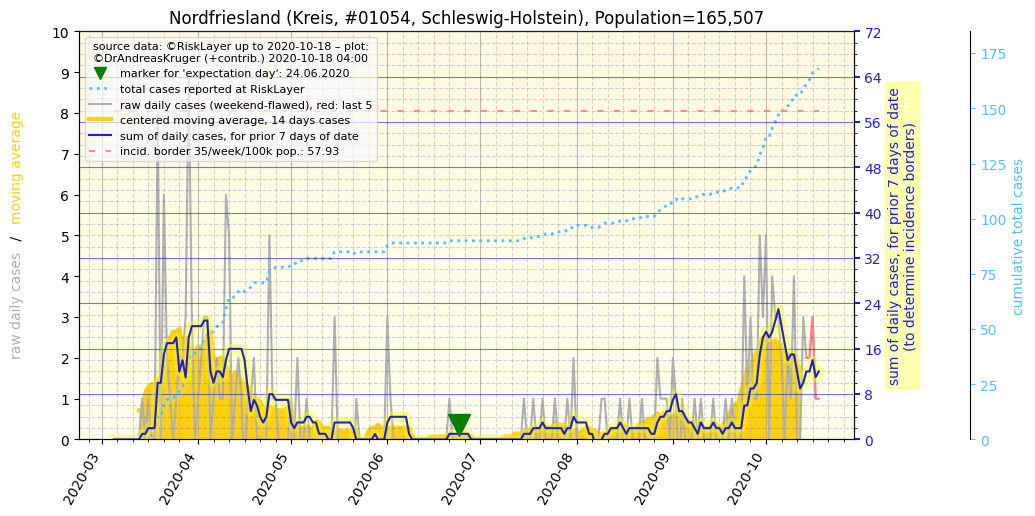 Nordfriesland (Kreis, #01054, Schleswig-Holstein), Population=165,507
source data: ©RiskLayer up to 2020-10-18 – plot:
©DrAndreasKruger (+contrib.) 2020-10-18 04:00
marker for 'expectation day': 24.06.2020
total cases reported at RiskLayer
raw daily cases (weekend-flawed), red: last 5
centered moving average, 14 days cases
sum of daily cases, for prior 7 days of date
incid. border 35/week/100k pop.: 57.93
raw daily cases / moving average
10
9
8
7
6
5
4
3
2
1
0
2020-03
2020-04
2020-05
2020-06
2020-07
2020-08
2020-09
2020-10
72
64
56
48
40
32
24
16
8
0
sum of daily cases, for prior 7 days of date
(to determine incidence borders)
175
150
125
100
75
50
25
0
cumulative total cases